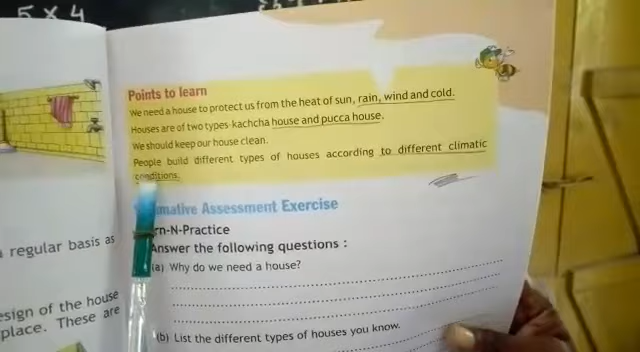 5 x 4
Points to learn
We need a house to protect us from the heat of sun, rain, wind and cold.
Houses are of two types-kachcha house and pucca house.
We should keep our house clean.
People build different types of houses according to different climatic
conditions.
mative Assessment Exercise
rn-N-Practice
Answer the following questions :
(a) Why do we need a house?
(b) List the different types of houses you know.
regular basis as
esign of the house
place. These are